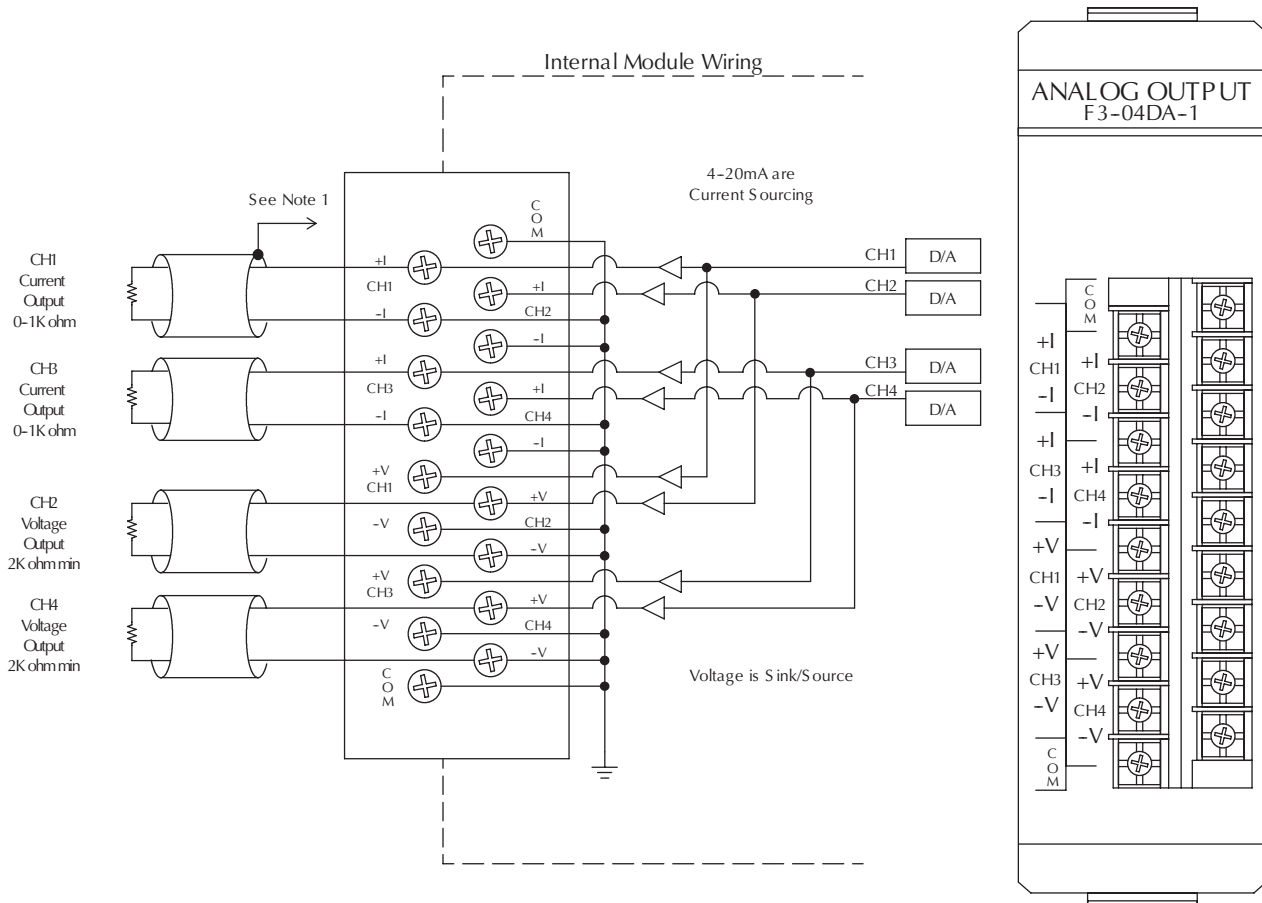 Internal Module Wiring
4-20mA are
Current Sourcing
See Note 1
CH1
Current
Output
0-1K ohm
CH3
Current
Output
0-1K ohm
CH2
Voltage
Output
2K ohm min
CH4
Voltage
Output
2K ohm min
COM
+I
CH1
-I
+I
CH2
-I
+I
CH3
-I
+I
CH4
-I
+V
CH1
-V
+V
CH2
-V
+V
CH3
-V
+V
CH4
-V
COM
CH1
D/A
CH2
D/A
CH3
D/A
CH4
D/A
Voltage is Sink/Source
ANALOG OUTPUT
F3-04DA-1
COM
+I
CH1
-I
+I
CH2
-I
+I
CH3
-I
+I
CH4
-I
+V
CH1
-V
+V
CH2
-V
+V
CH3
-V
+V
CH4
-V
COM